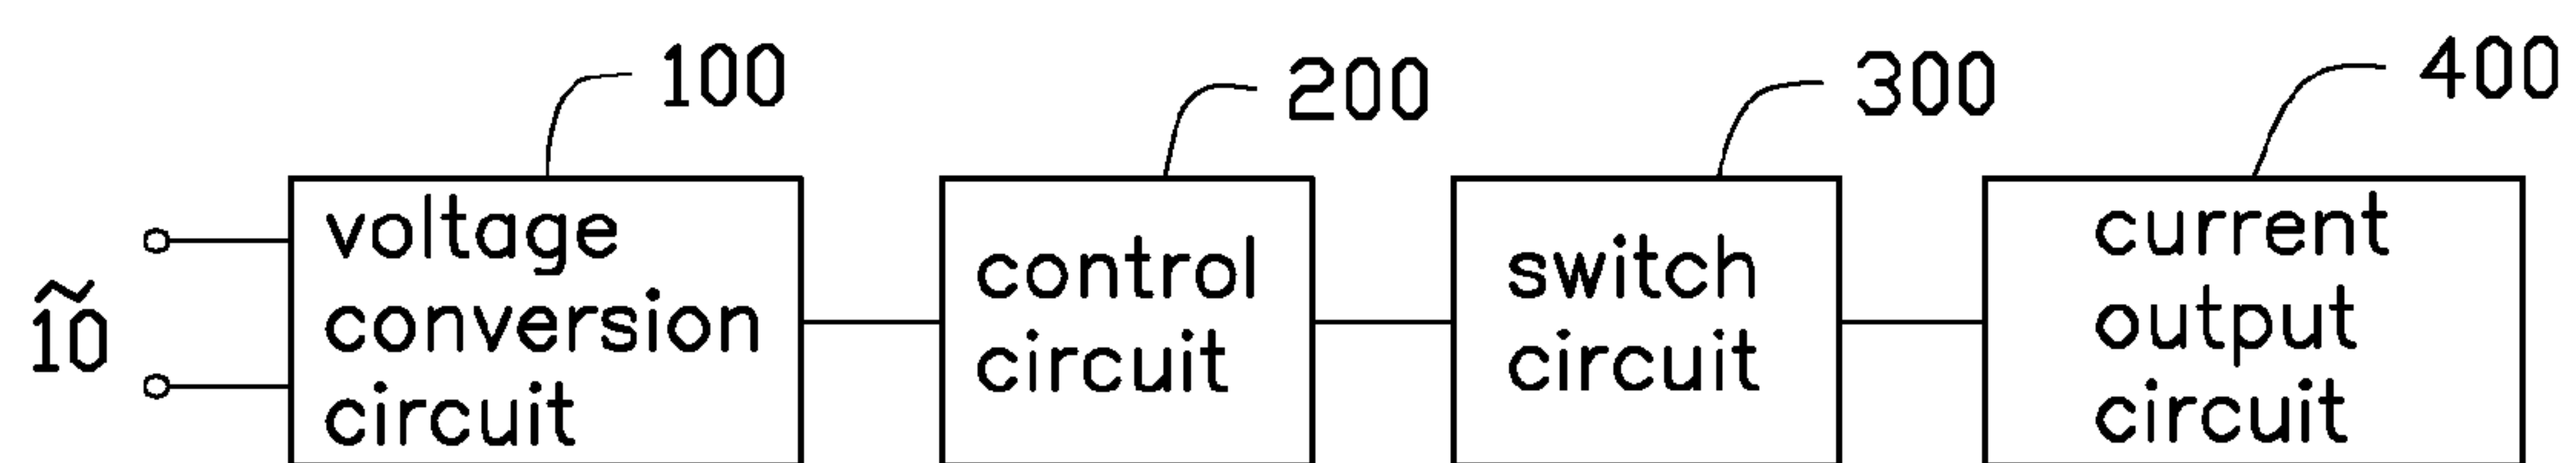 100
200
300
400
~
10
voltage
conversion
circuit
control
circuit
switch
circuit
current
output
circuit